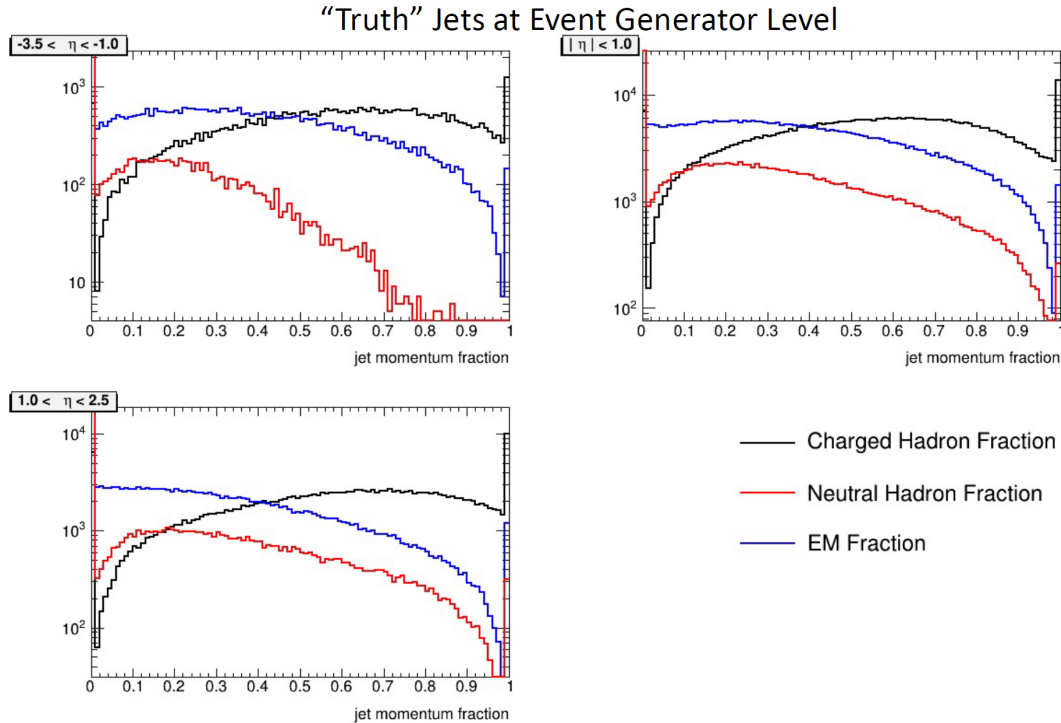 “Truth” Jets at Event Generator Level
-3.5 < η < -1.0
10³
10²
10
0 0.1 0.2 0.3 0.4 0.5 0.6 0.7 0.8 0.9 1
jet momentum fraction
| η | < 1.0
10⁴
10³
10²
0 0.1 0.2 0.3 0.4 0.5 0.6 0.7 0.8 0.9 1
jet momentum fraction
1.0 < η < 2.5
10⁴
10³
10²
0 0.1 0.2 0.3 0.4 0.5 0.6 0.7 0.8 0.9 1
jet momentum fraction
Charged Hadron Fraction
Neutral Hadron Fraction
EM Fraction